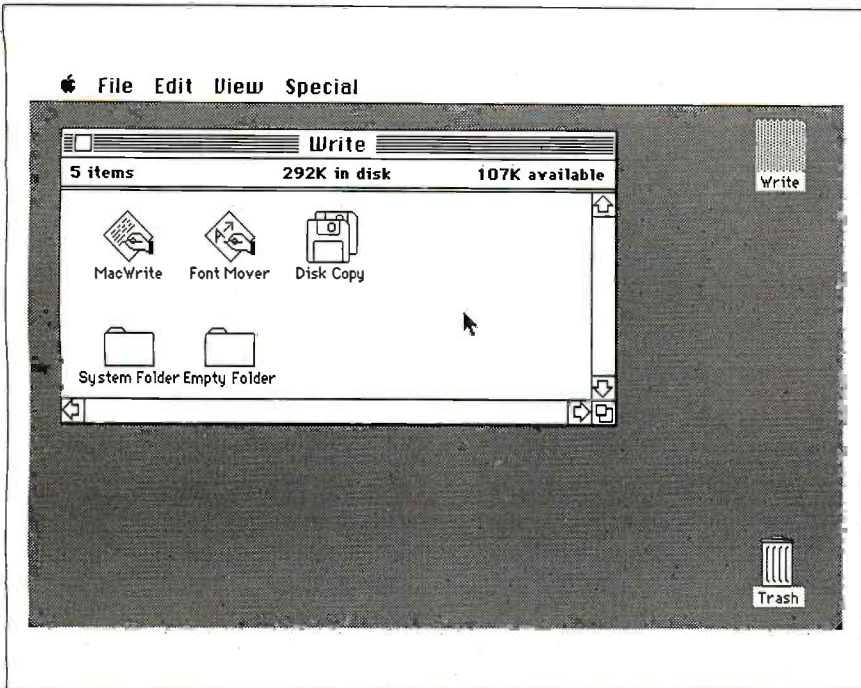 File Edit View Special
Write
5 items 292K in disk 107K available
Write
MacWrite Font Mover Disk Copy
System Folder Empty Folder
Trash